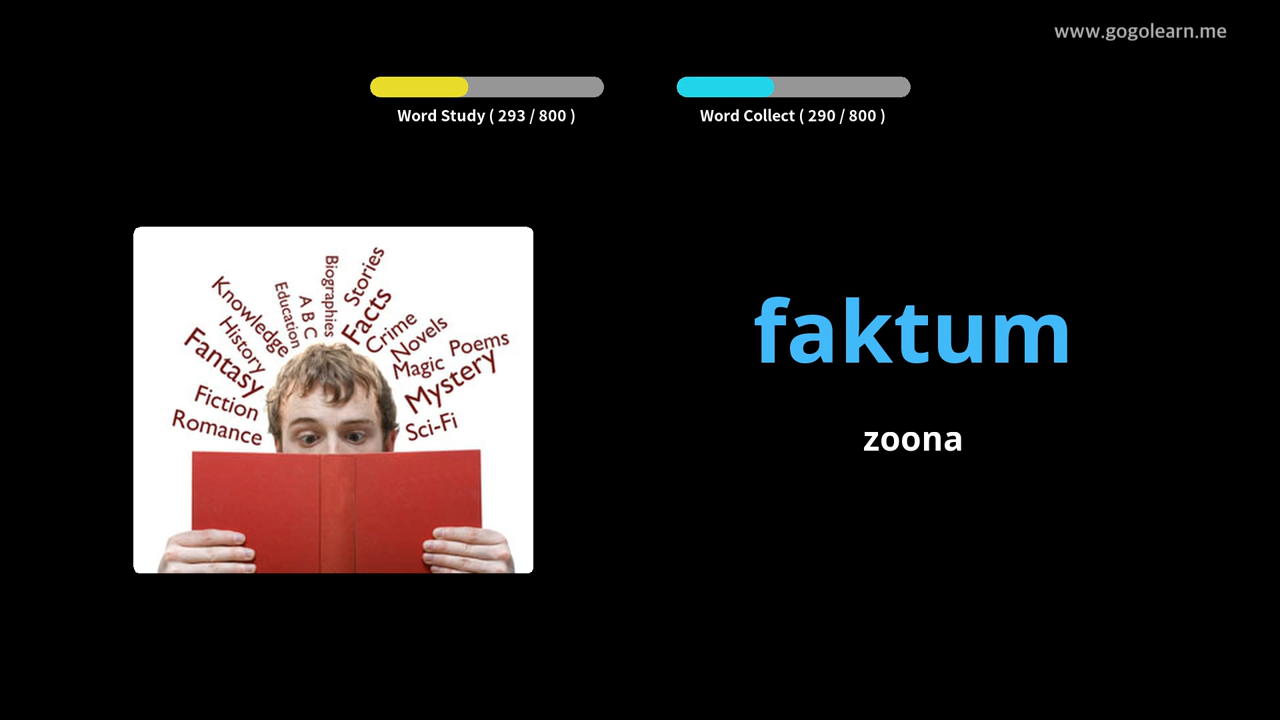 www.gogolearn.me
Word Study ( 293 / 800 )
Word Collect ( 290 / 800 )
faktum
zoona
Knowledge
Education
A B C
Biographies
Stories
Facts
Crime
Novels
Poems
Magic
Mystery
Sci-Fi
History
Fantasy
Fiction
Romance